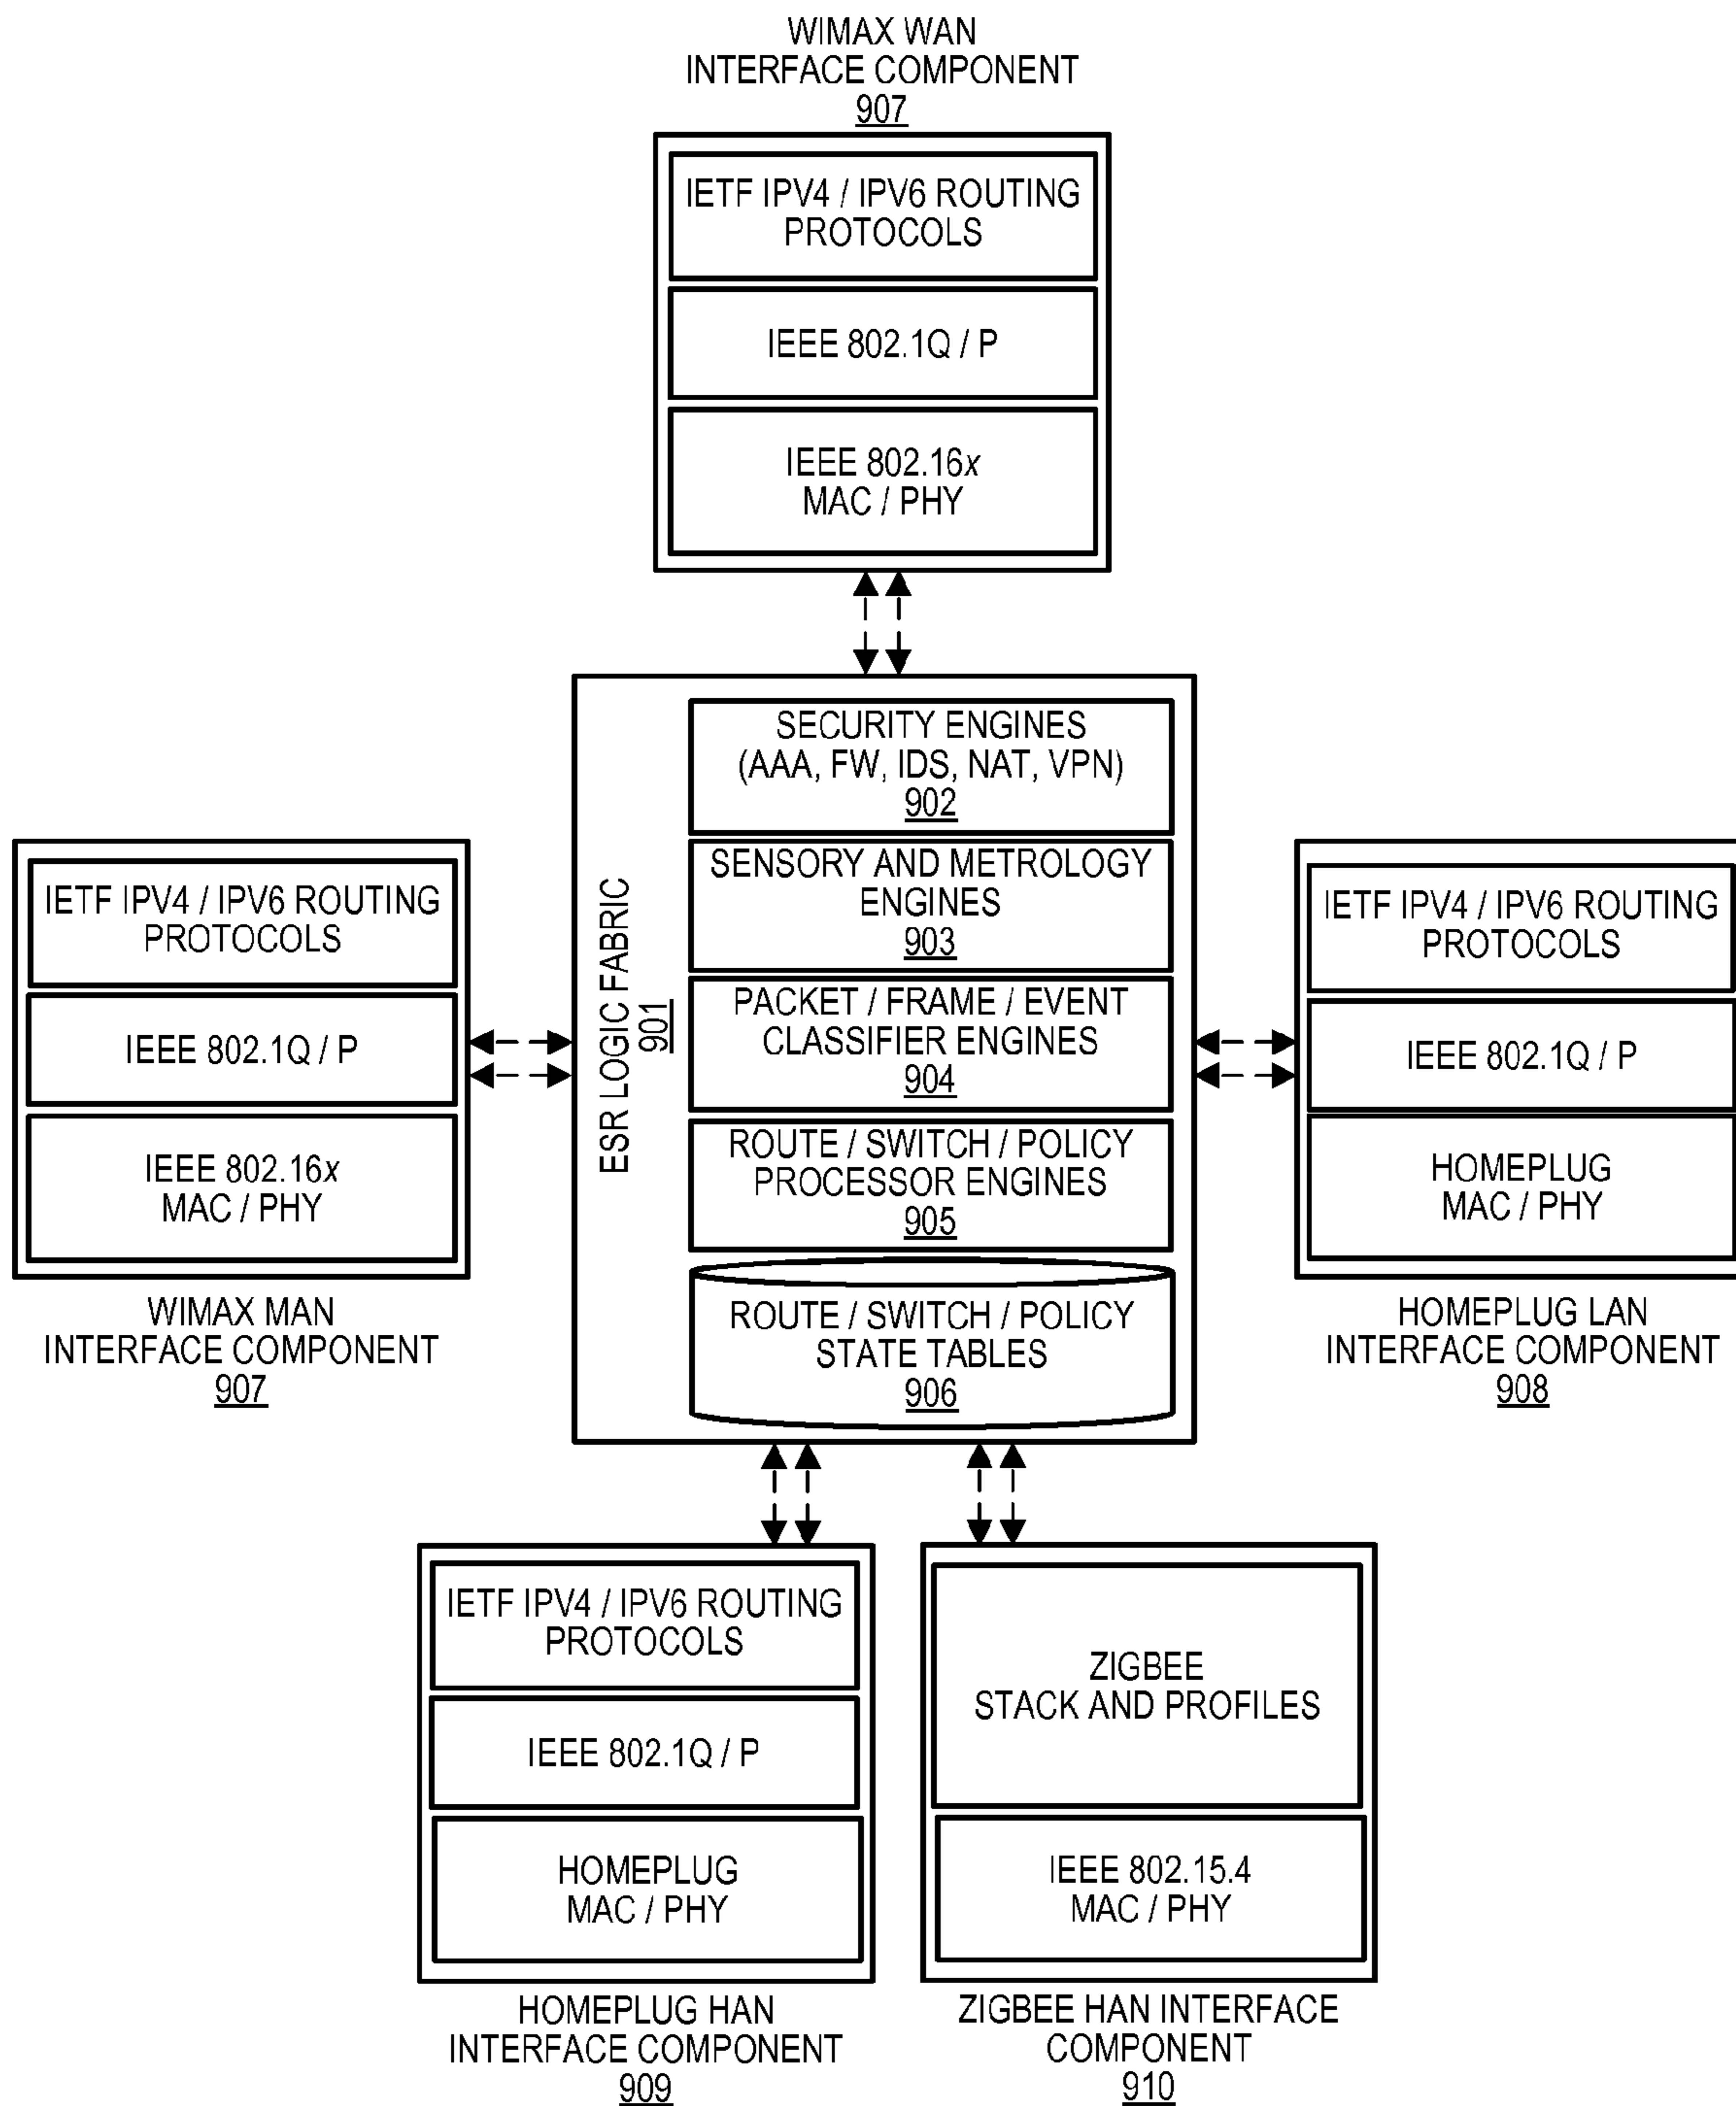 WIMAX WAN
INTERFACE COMPONENT
907
IETF IPV4 / IPV6 ROUTING
PROTOCOLS
IEEE 802.1Q / P
IEEE 802.16x
MAC / PHY
ESR LOGIC FABRIC
901
SECURITY ENGINES
(AAA, FW, IDS, NAT, VPN)
902
SENSORY AND METROLOGY
ENGINES
903
PACKET / FRAME / EVENT
CLASSIFIER ENGINES
904
ROUTE / SWITCH / POLICY
PROCESSOR ENGINES
905
ROUTE / SWITCH / POLICY
STATE TABLES
906
IETF IPV4 / IPV6 ROUTING
PROTOCOLS
IEEE 802.1Q / P
IEEE 802.16x
MAC / PHY
WIMAX MAN
INTERFACE COMPONENT
907
IETF IPV4 / IPV6 ROUTING
PROTOCOLS
IEEE 802.1Q / P
HOMEPLUG
MAC / PHY
HOMEPLUG LAN
INTERFACE COMPONENT
908
IETF IPV4 / IPV6 ROUTING
PROTOCOLS
IEEE 802.1Q / P
HOMEPLUG
MAC / PHY
HOMEPLUG HAN
INTERFACE COMPONENT
909
ZIGBEE
STACK AND PROFILES
IEEE 802.15.4
MAC / PHY
ZIGBEE HAN INTERFACE
COMPONENT
910